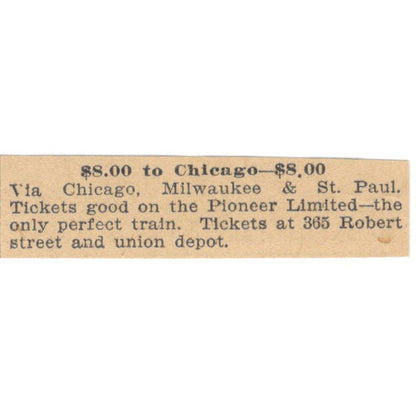 $8.00 to Chicago—$8.00
Via Chicago, Milwaukee & St. Paul.
Tickets good on the Pioneer Limited—the
only perfect train. Tickets at 365 Robert
street and union depot.